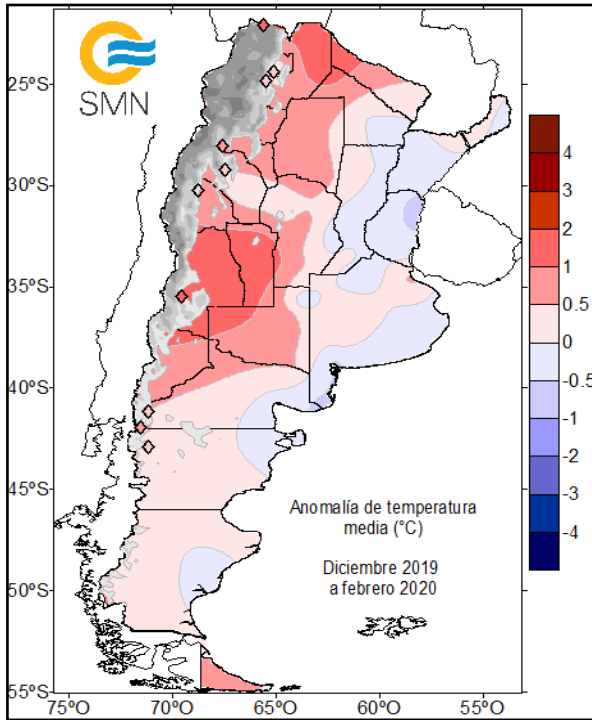 SMN
25ºS
30ºS
35ºS
40ºS
45ºS
50ºS
55ºS
75ºO
70ºO
65ºO
60ºO
55ºO
4
3
2
1
0.5
0
-0.5
-1
-2
-3
-4
Anomalía de temperatura
media (°C)
Diciembre 2019
a febrero 2020